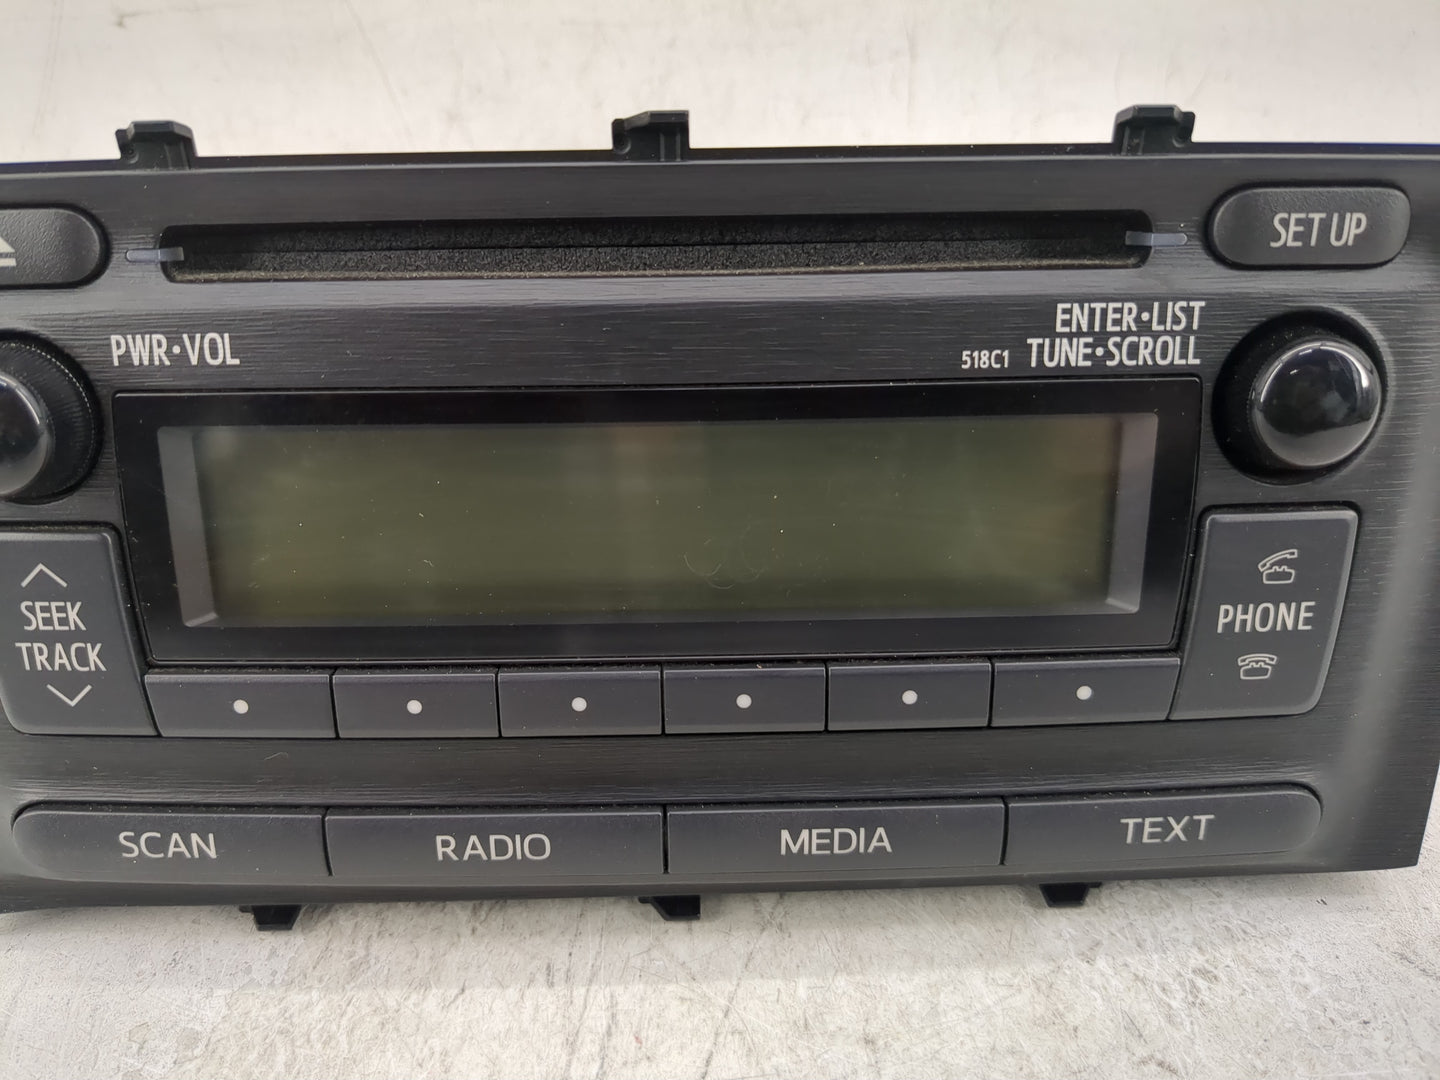 SET UP
PWR•VOL
ENTER•LIST
518C1 TUNE•SCROLL
SEEK
TRACK
PHONE
SCAN
RADIO
MEDIA
TEXT